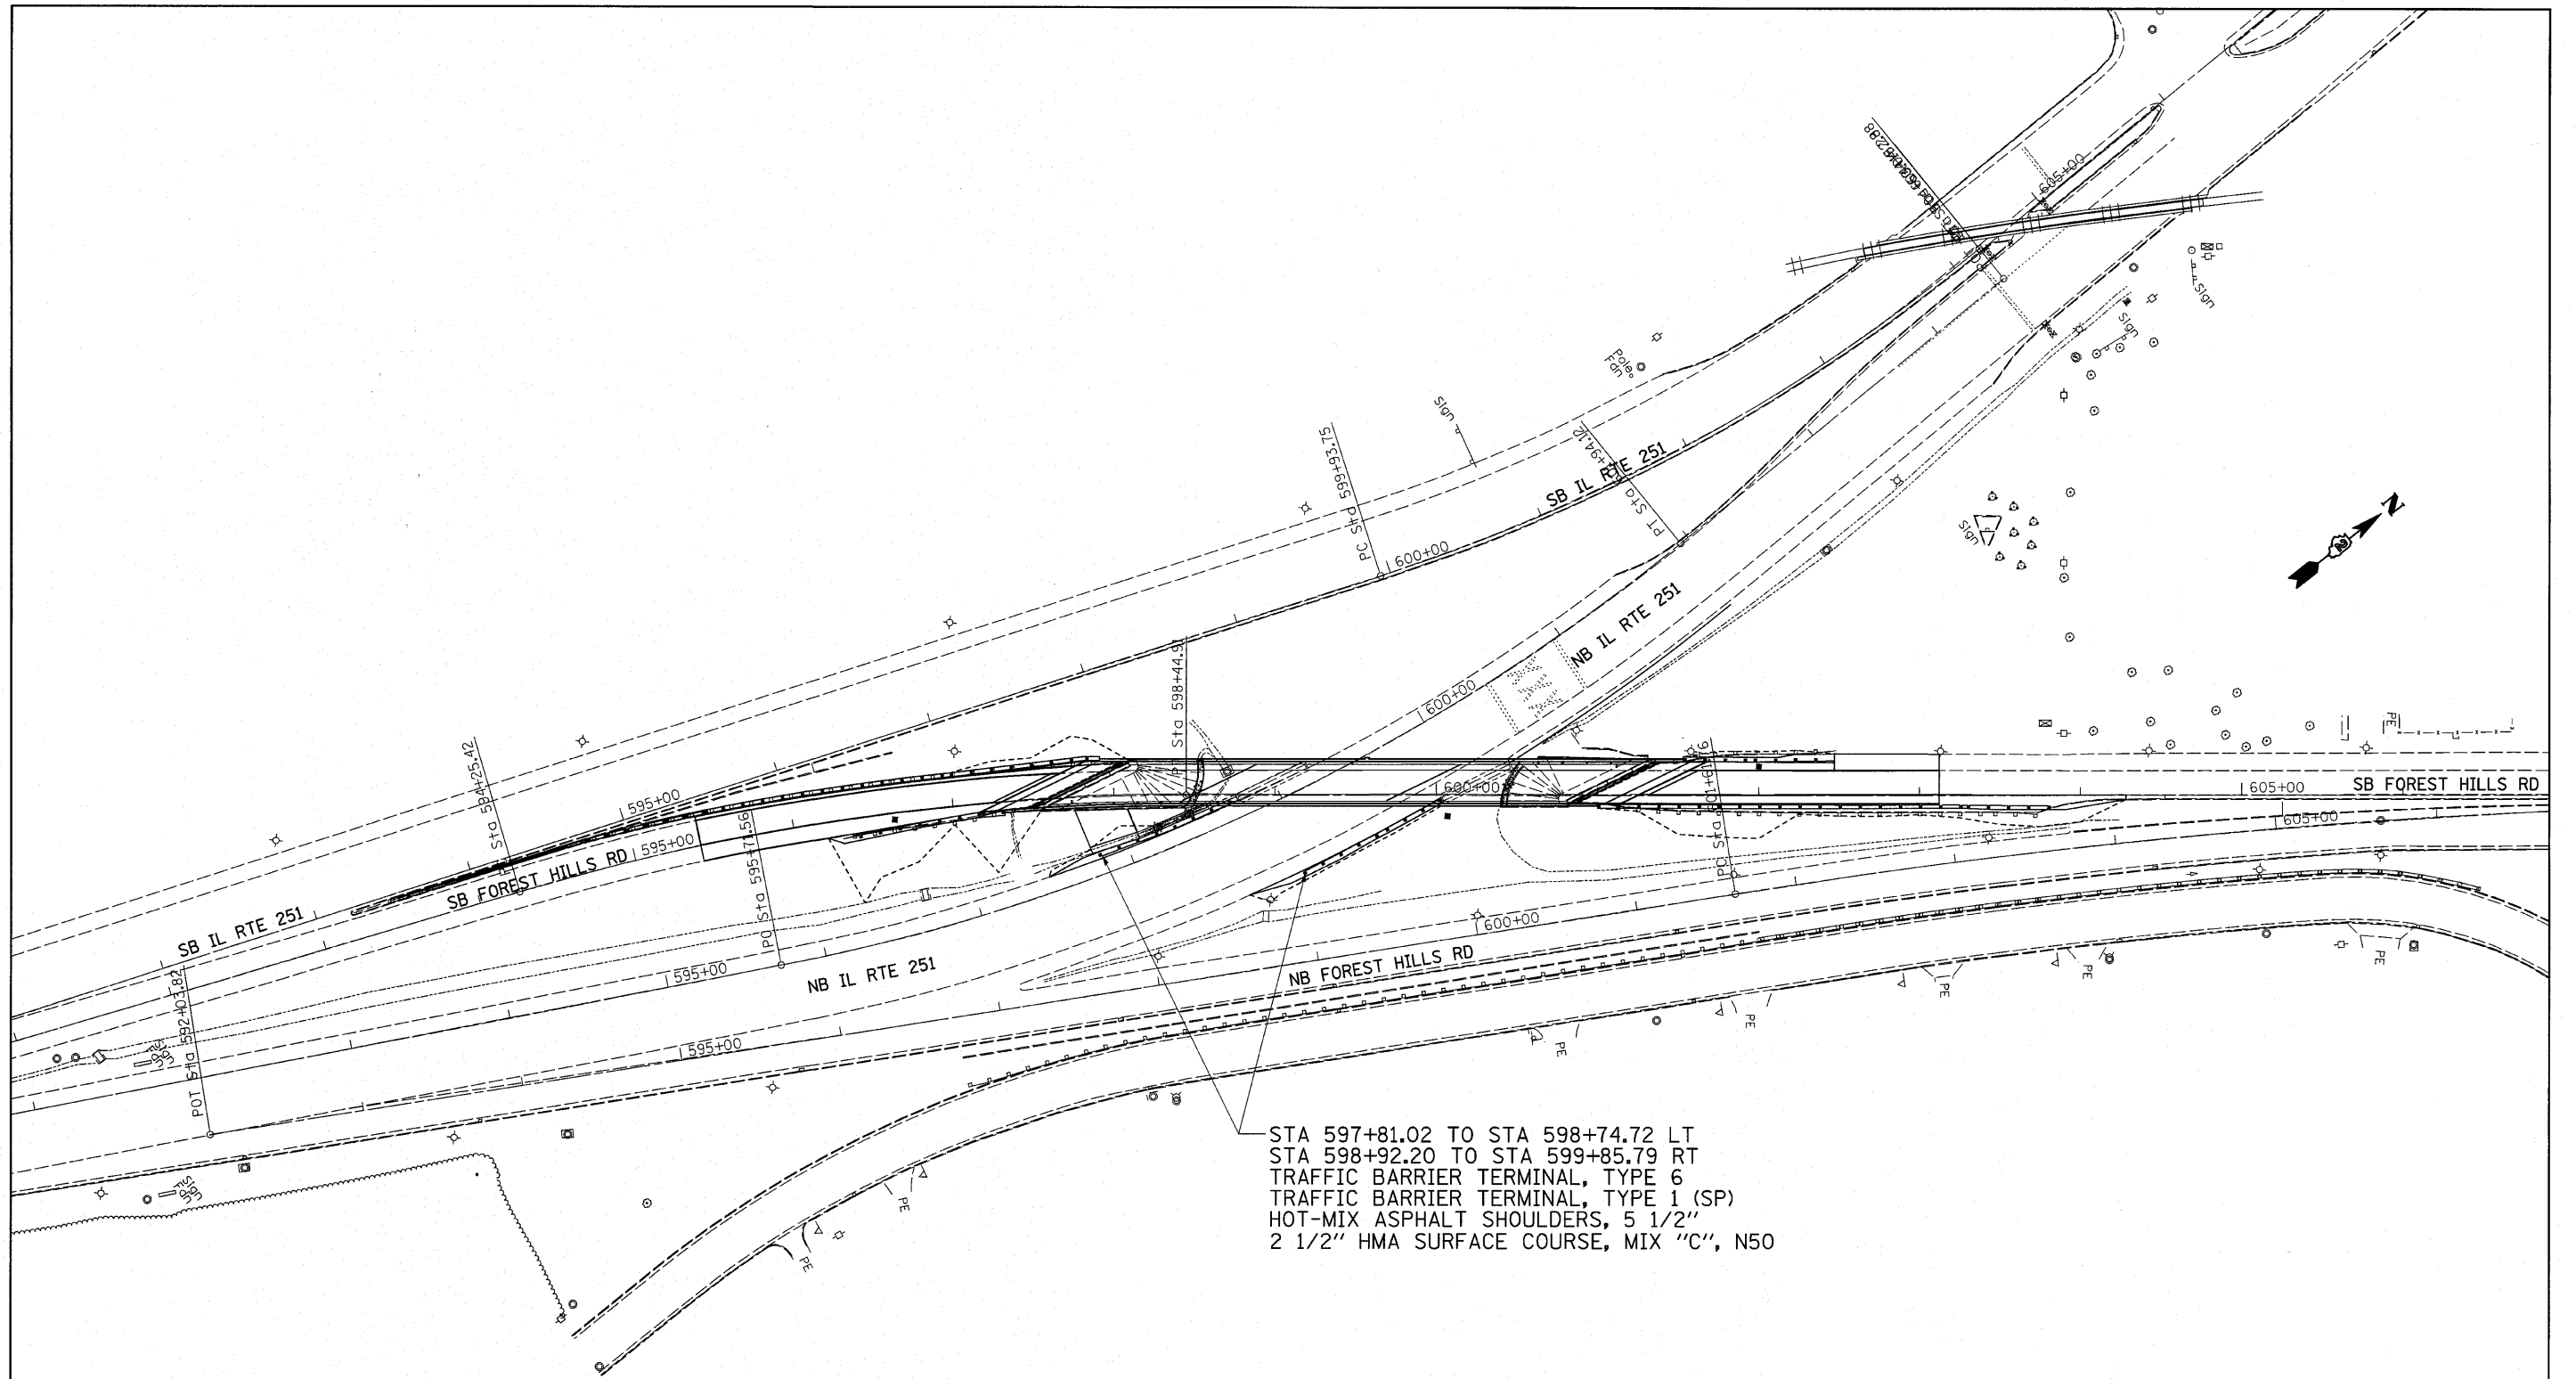 605+00
Sign
Sign
Pole
Fdn
Sign
PC Sta 599+93.75
SB IL RTE 251
PT Sta
+94.12
600+00
Sign
N
2
NB IL RTE 251
PT Sta 598+44.9
600+00
PE
Sta 594+25.42
595+00
SB FOREST HILLS RD
595+00
600+00
605+00
SB FOREST HILLS RD
605+00
SB IL RTE 251
Sta 595+71.56
595+00
NB IL RTE 251
600+00
NB FOREST HILLS RD
POT Sta 592+03.82
595+00
Sign
Sign
Fdn
PE
PE
PE
PE
PE
PE
PE
STA 597+81.02 TO STA 598+74.72 LT
STA 598+92.20 TO STA 599+85.79 RT
TRAFFIC BARRIER TERMINAL, TYPE 6
TRAFFIC BARRIER TERMINAL, TYPE 1 (SP)
HOT-MIX ASPHALT SHOULDERS, 5 1/2"
2 1/2" HMA SURFACE COURSE, MIX "C", N50